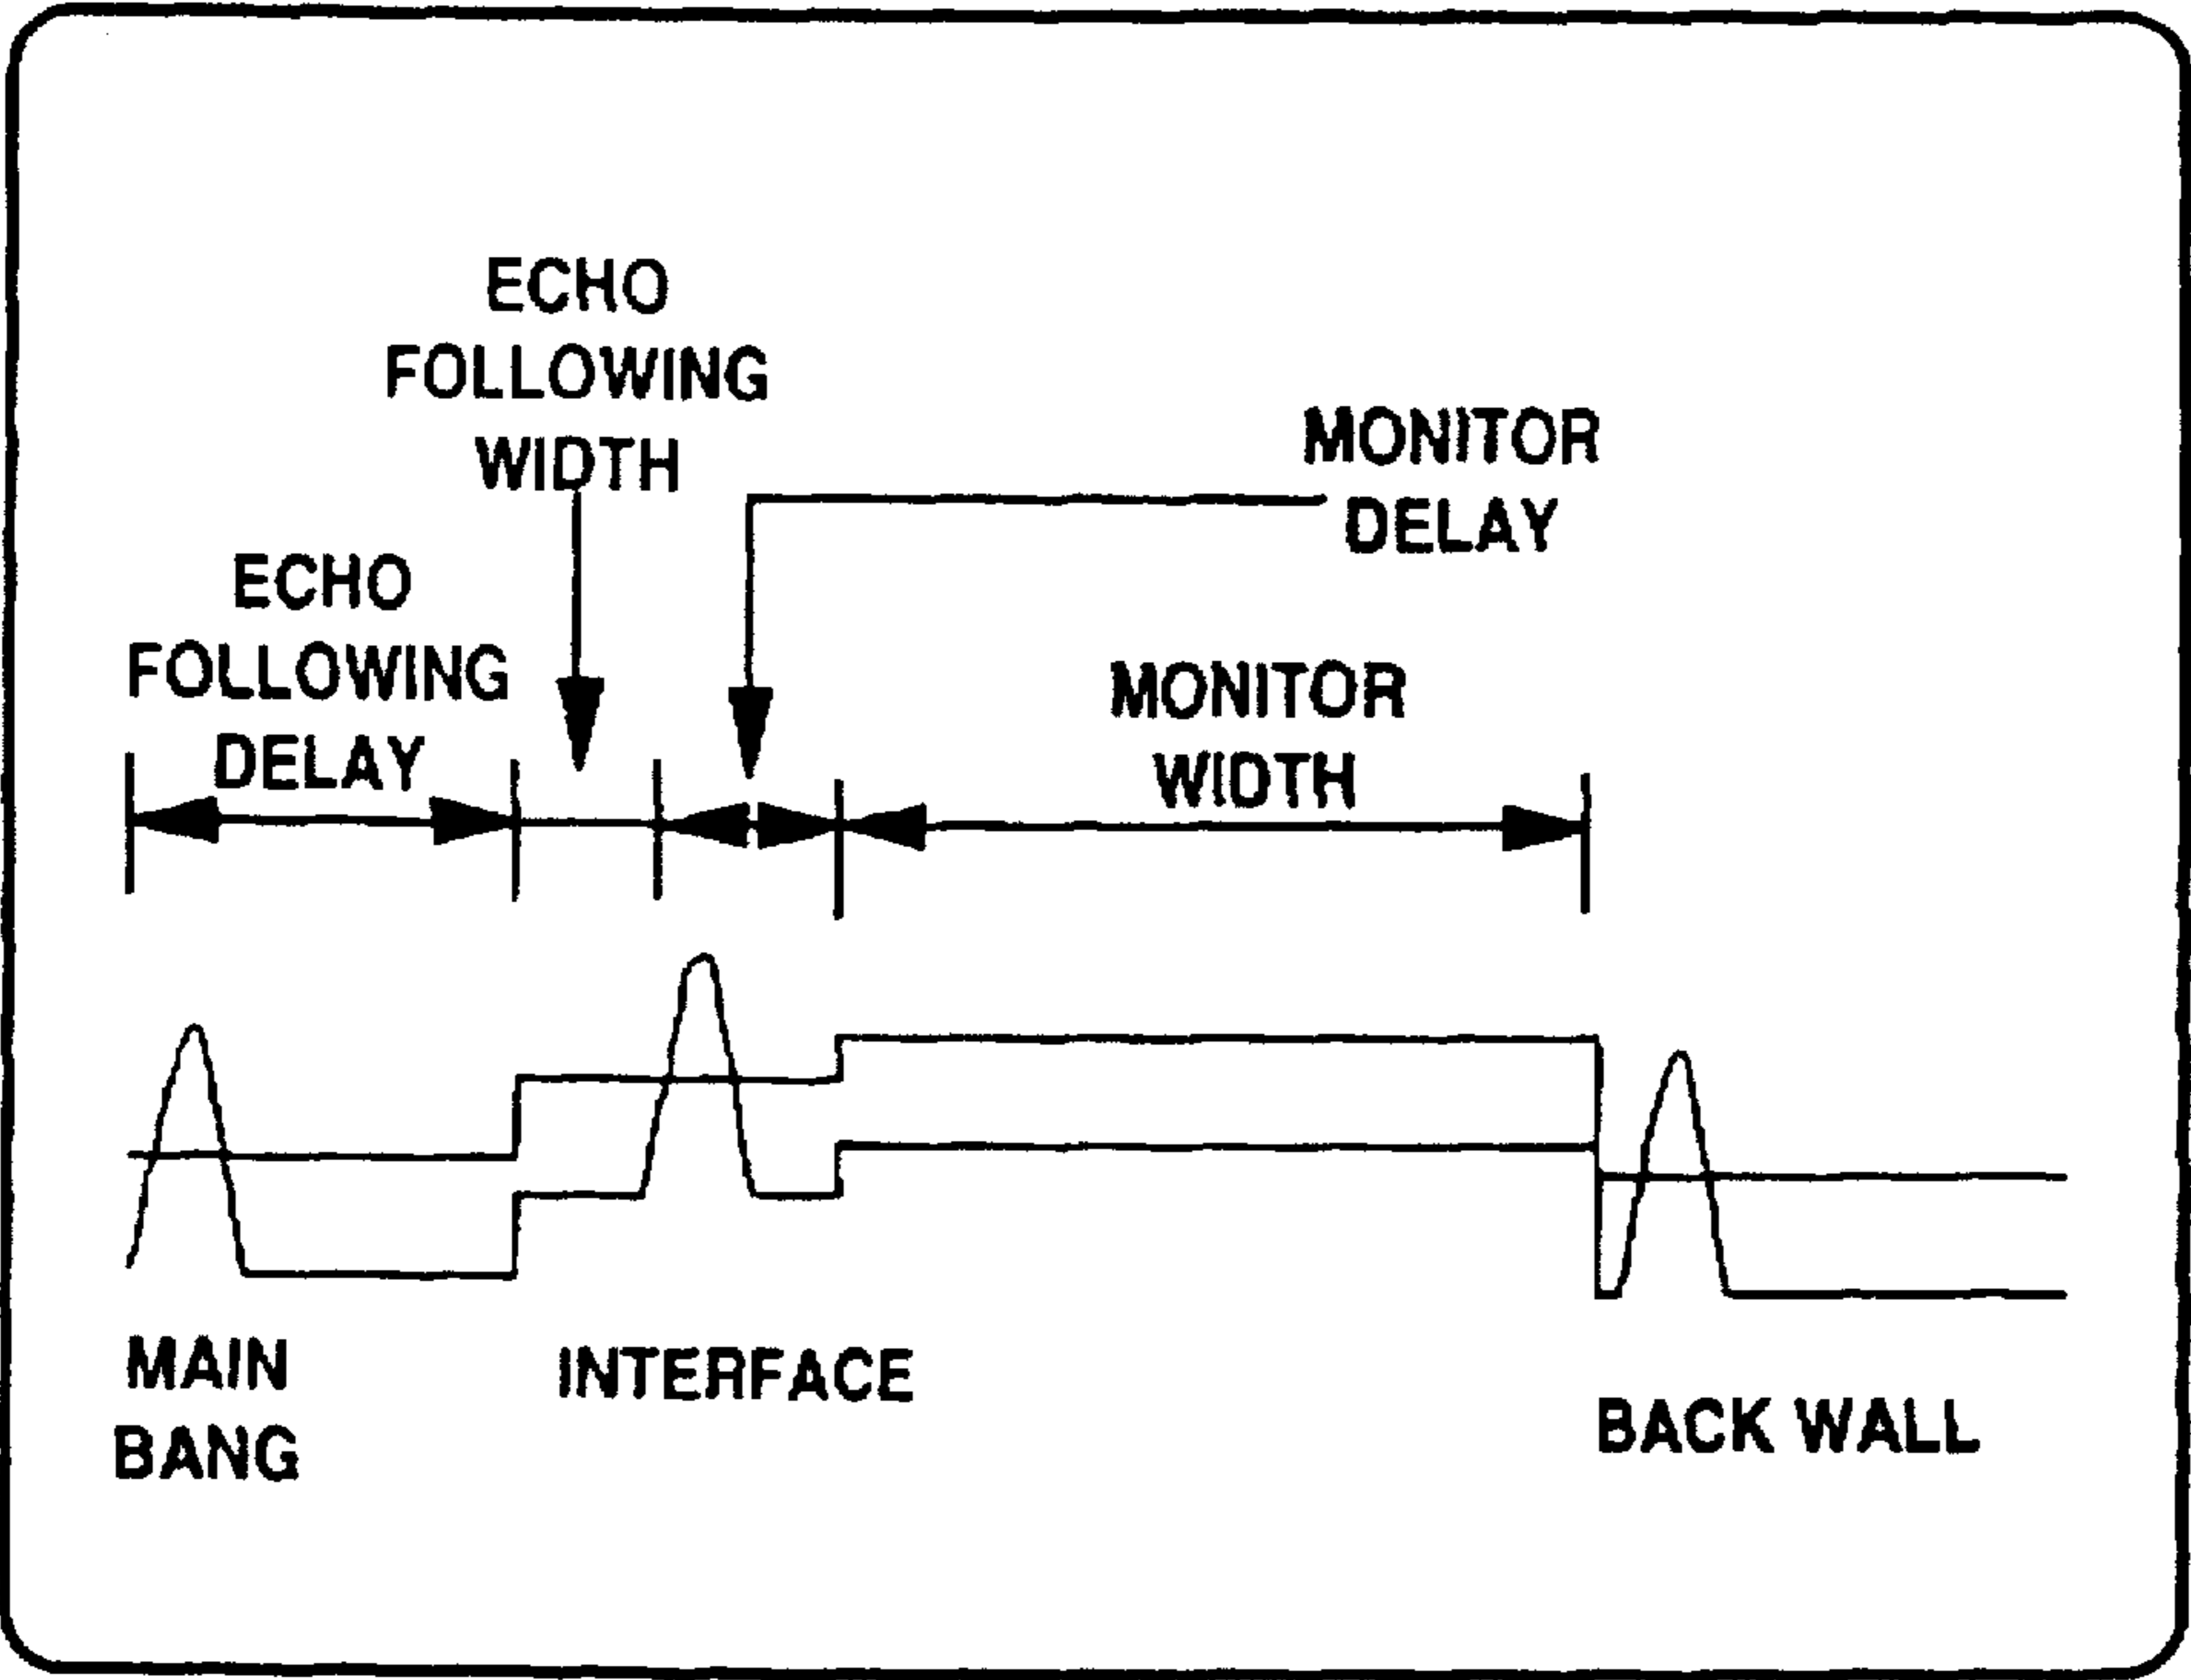 ECHO
FOLLOWING
WIDTH
MONITOR
DELAY
ECHO
FOLLOWING
DELAY
MONITOR
WIDTH
MAIN
BANG
INTERFACE
BACK WALL